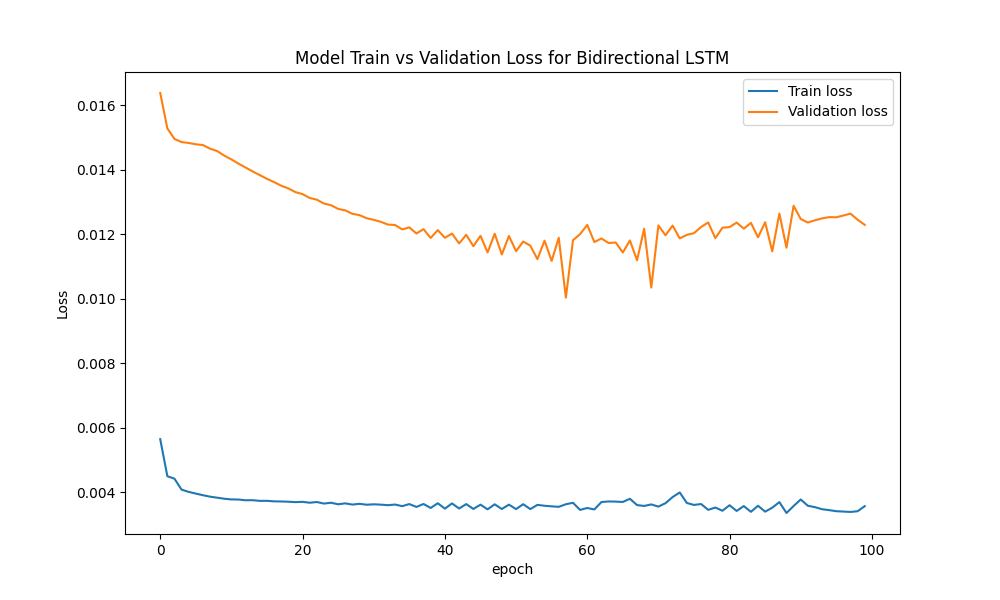 Model Train vs Validation Loss for Bidirectional LSTM
Train loss
Validation loss
0.016
0.014
0.012
0.010
0.008
0.006
0.004
Loss
0
20
40
60
80
100
epoch